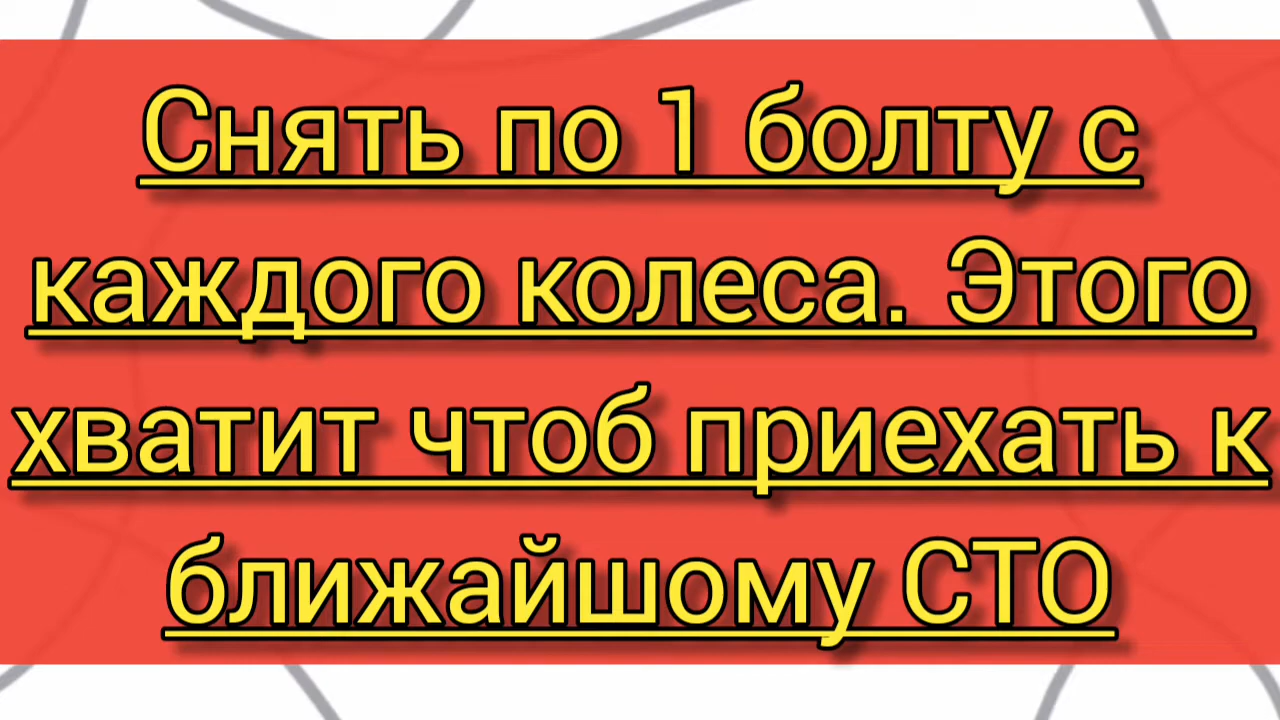 Снять по 1 болту с
каждого колеса. Этого
хватит чтоб приехать к
ближайшому СТО